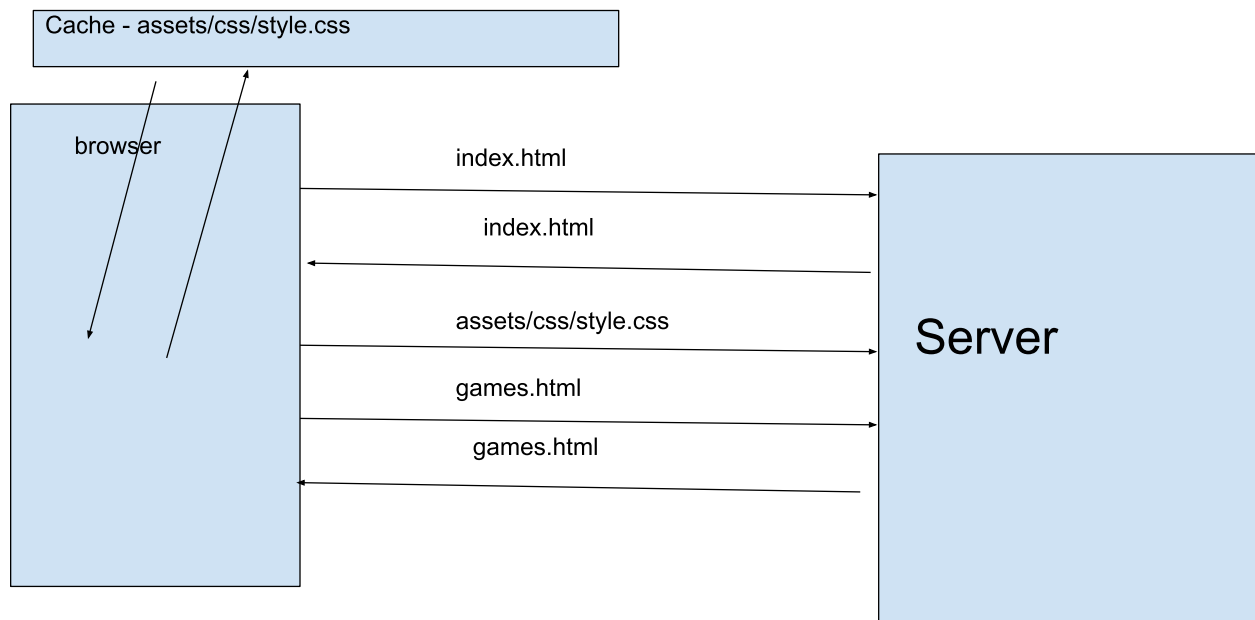 Cache - assets/css/style.css
browser
index.html
index.html
assets/css/style.css
Server
games.html
games.html